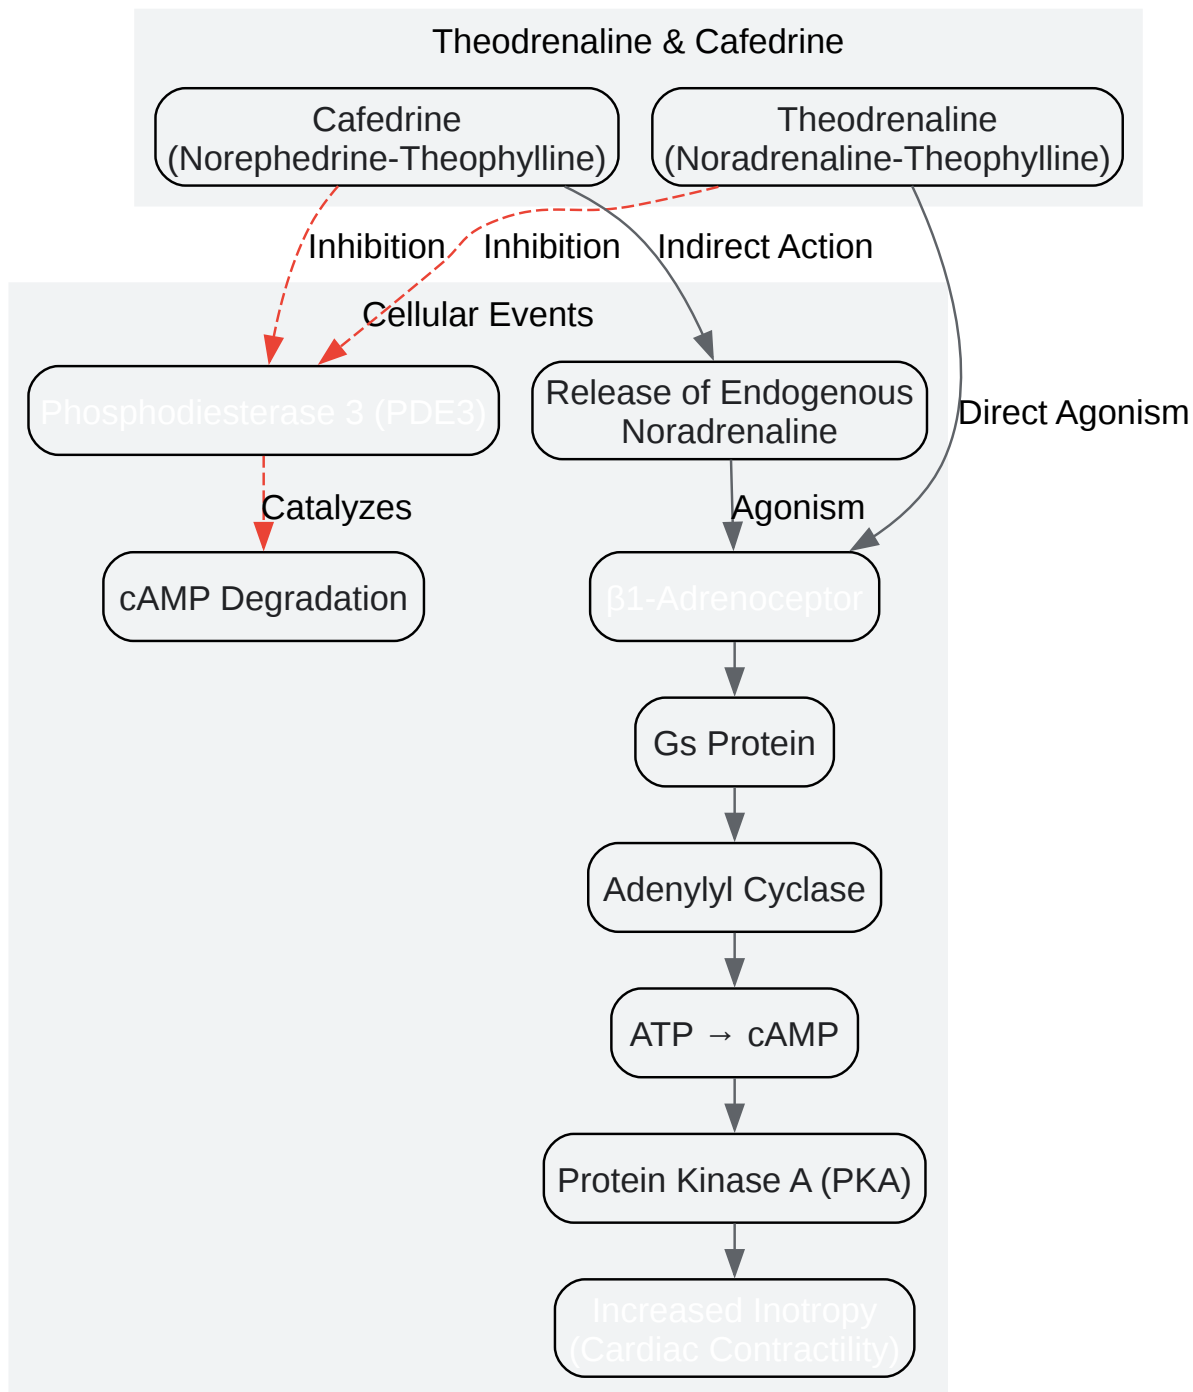 Theodrenaline & Cafedrine
Cafedrine
(Norephedrine-Theophylline)
Theodrenaline
(Noradrenaline-Theophylline)
Inhibition
Inhibition
Indirect Action
Cellular Events
Phosphodiesterase 3 (PDE3)
Release of Endogenous
Noradrenaline
Direct Agonism
Catalyzes
Agonism
cAMP Degradation
β1-Adrenoceptor
Gs Protein
Adenylyl Cyclase
ATP → cAMP
Protein Kinase A (PKA)
Increased Inotropy
(Cardiac Contractility)